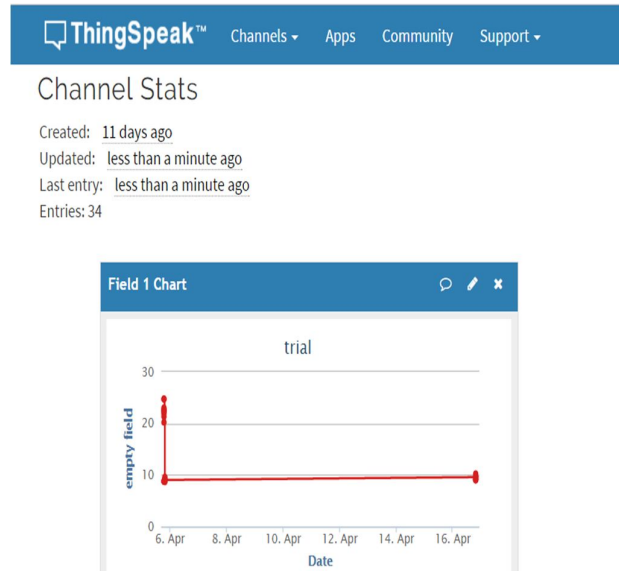 ThingSpeak™ Channels Apps Community Support
Channel Stats
Created: 11 days ago
Updated: less than a minute ago
Last entry: less than a minute ago
Entries: 34
Field 1 Chart
trial
30
20
10
0
empty field
6. Apr 8. Apr 10. Apr 12. Apr 14. Apr 16. Apr
Date